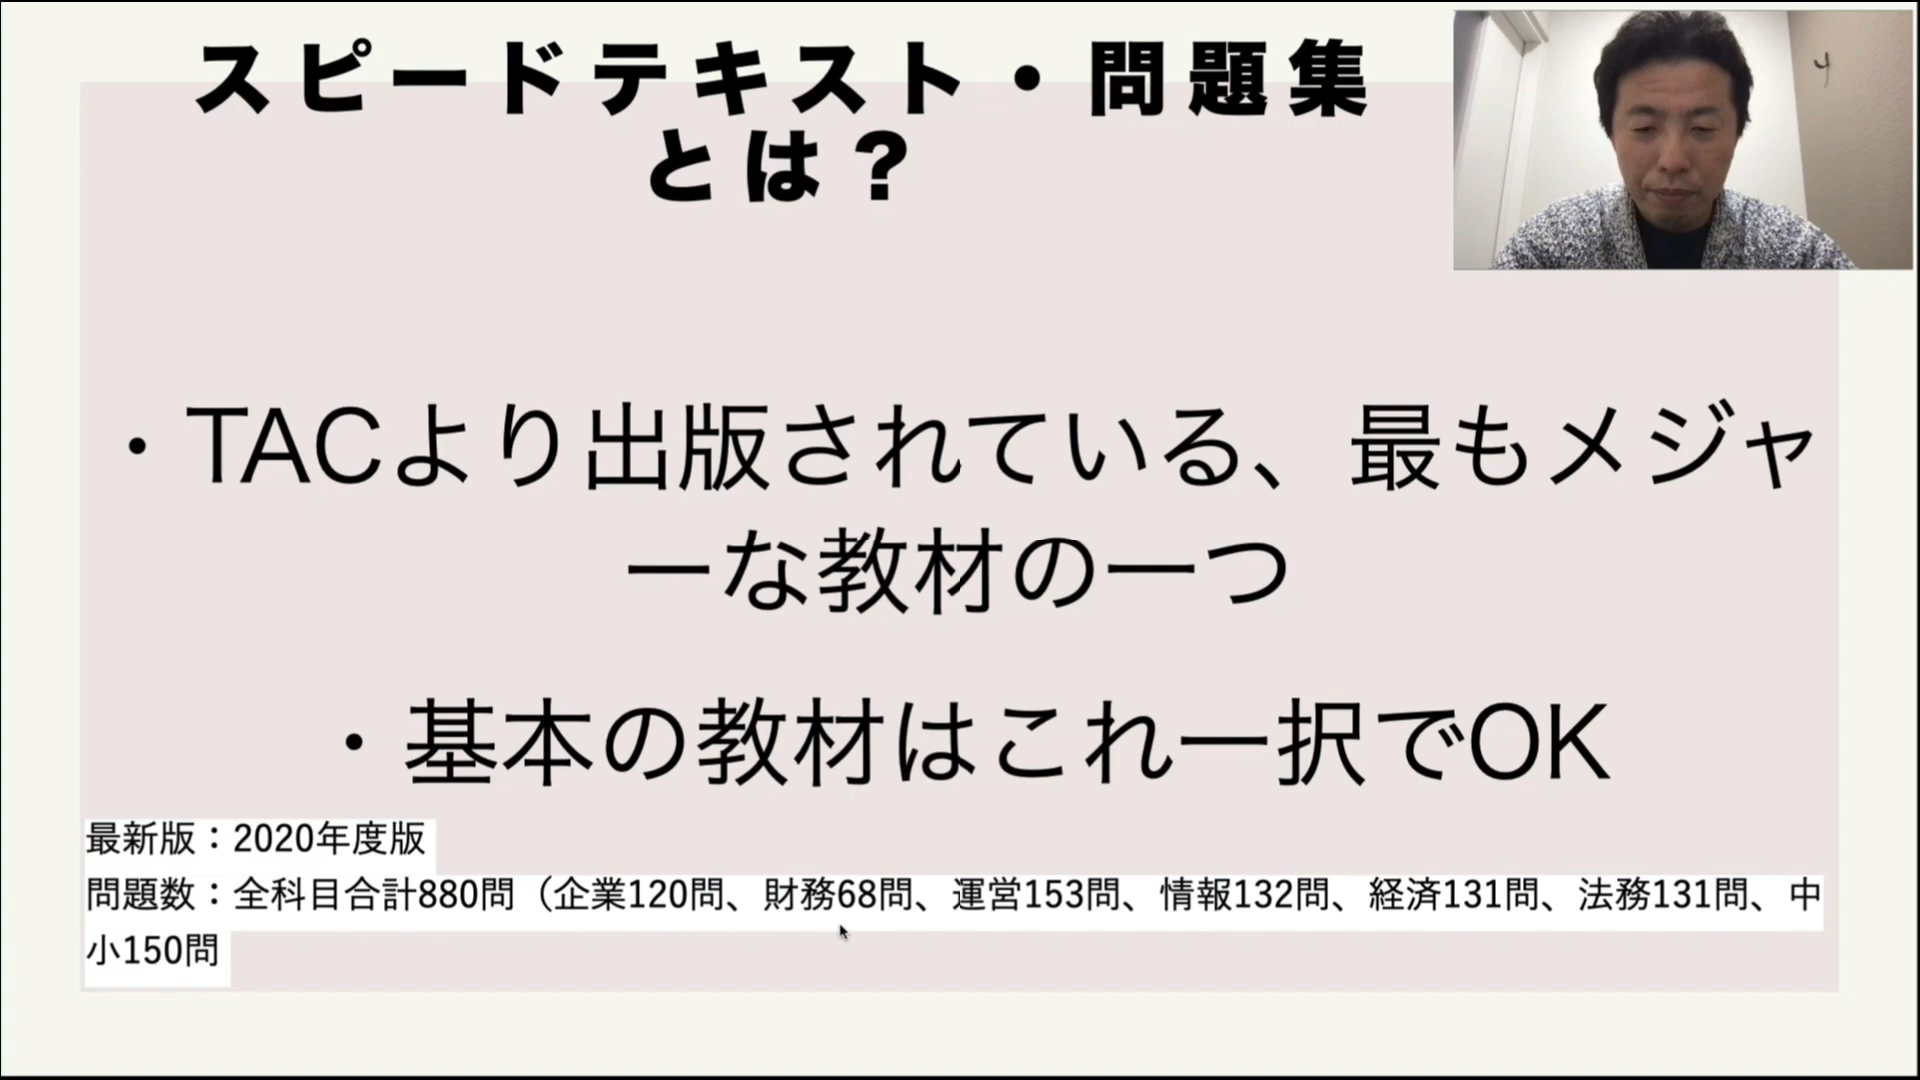 スピードテキスト・問題集
とは？
・TACより出版されている、最もメジャ
ーな教材の一つ
・基本の教材はこれ一択でOK
最新版：2020年度版
問題数：全科目合計880問（企業120問、財務68問、運営153問、情報132問、経済131問、法務131問、中
小150問